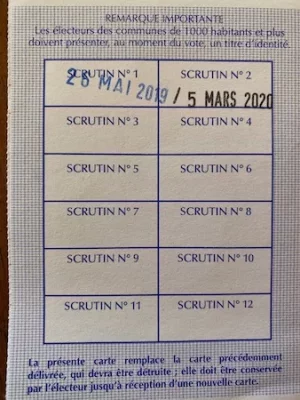 REMARQUE IMPORTANTE
Les électeurs des communes de 1000 habitants et plus
doivent présenter, au moment du vote, un titre d'identité.
SCRUTIN N° 1
SCRUTIN N° 2
26 MAI 2019
/ 5 MARS 2020
SCRUTIN N° 3
SCRUTIN N° 4
SCRUTIN N° 5
SCRUTIN N° 6
SCRUTIN N° 7
SCRUTIN N° 8
SCRUTIN N° 9
SCRUTIN N° 10
SCRUTIN N° 11
SCRUTIN N° 12
La présente carte remplace la carte précédemment
délivrée, qui devra être détruite ; elle doit être conservée
par l'électeur jusqu'à réception d'une nouvelle carte.